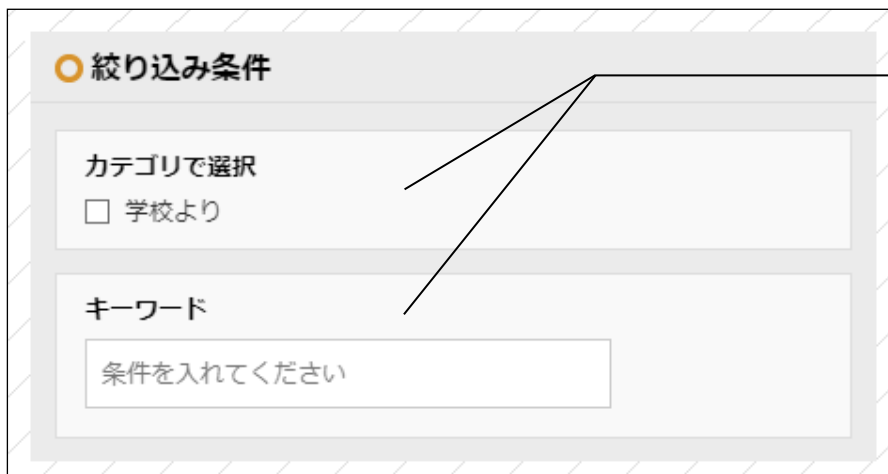 絞り込み条件
カテゴリで選択
学校より
キーワード
条件を入れてください